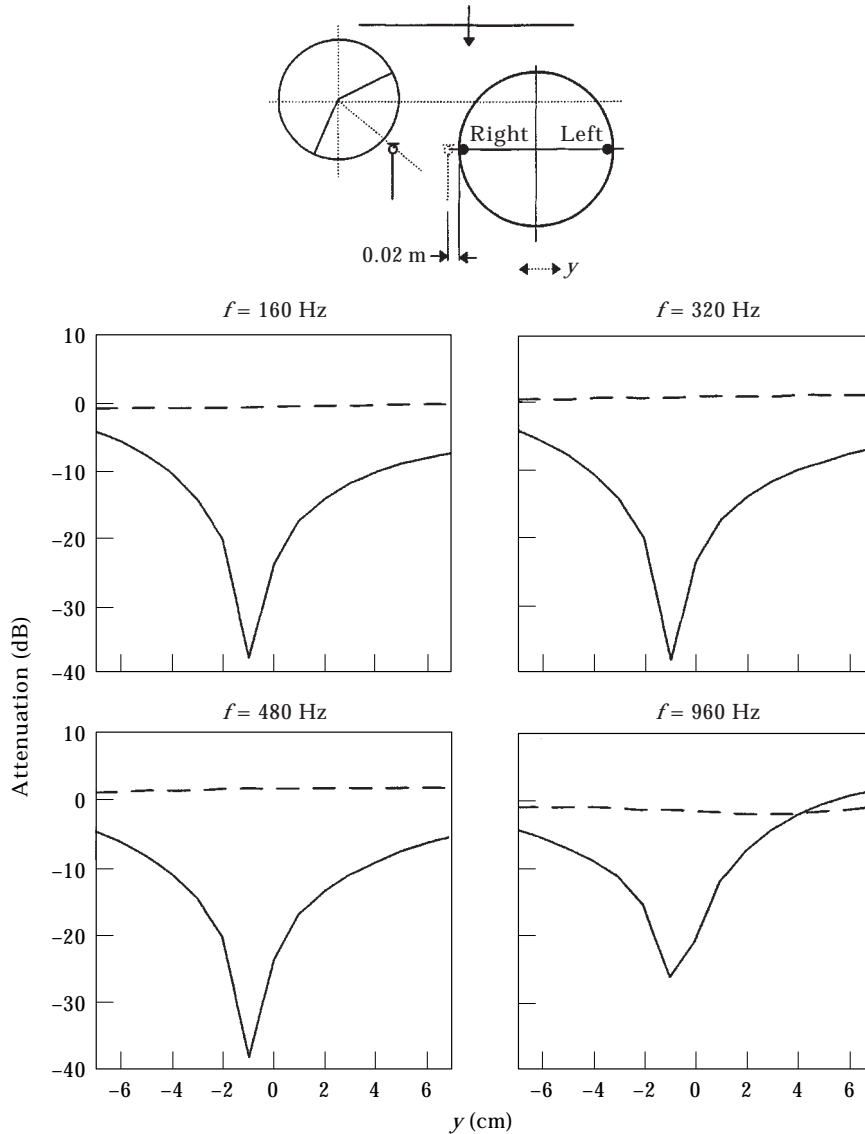 Right Left
0.02 m
y
f = 160 Hz
f = 320 Hz
10
0
−10
−20
−30
−40
f = 480 Hz
f = 960 Hz
10
0
−10
−20
−30
−40
−6 −4 −2 0 2 4 6
−6 −4 −2 0 2 4 6
Attenuation (dB)
y (cm)